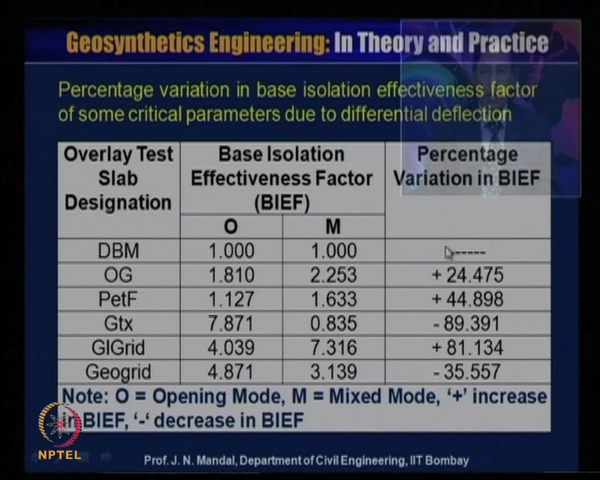 Geosynthetics Engineering: In Theory and Practice
Percentage variation in base isolation effectiveness factor
of some critical parameters due to differential deflection
Overlay Test Slab Designation | Base Isolation Effectiveness Factor (BIEF) | Percentage Variation in BIEF
O | M
DBM | 1.000 | 1.000 | -----
OG | 1.810 | 2.253 | + 24.475
PetF | 1.127 | 1.633 | + 44.898
Gtx | 7.871 | 0.835 | - 89.391
GlGrid | 4.039 | 7.316 | + 81.134
Geogrid | 4.871 | 3.139 | - 35.557
Note: O = Opening Mode, M = Mixed Mode, ‘+’ increase
in BIEF, ‘-‘ decrease in BIEF
NPTEL
Prof. J. N. Mandal, Department of Civil Engineering, IIT Bombay